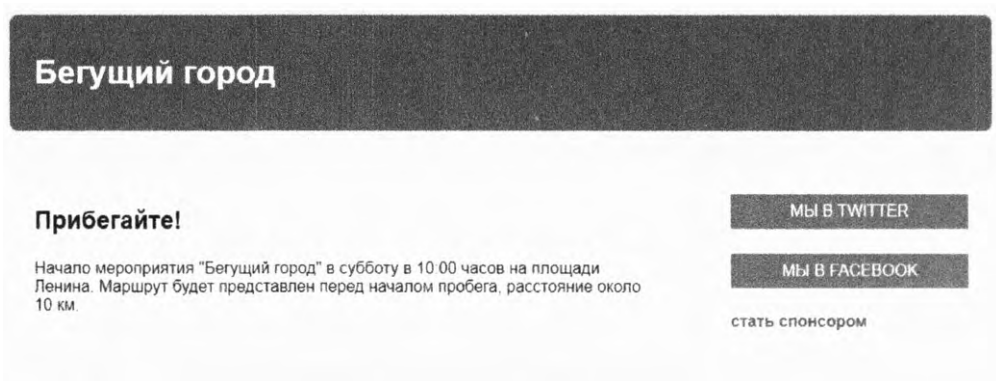 Бегущий город
Прибегайте!
Начало мероприятия "Бегущий город" в субботу в 10:00 часов на площади
Ленина. Маршрут будет представлен перед началом пробега, расстояние около
10 км.
МЫ В TWITTER
МЫ В FACEBOOK
стать спонсором